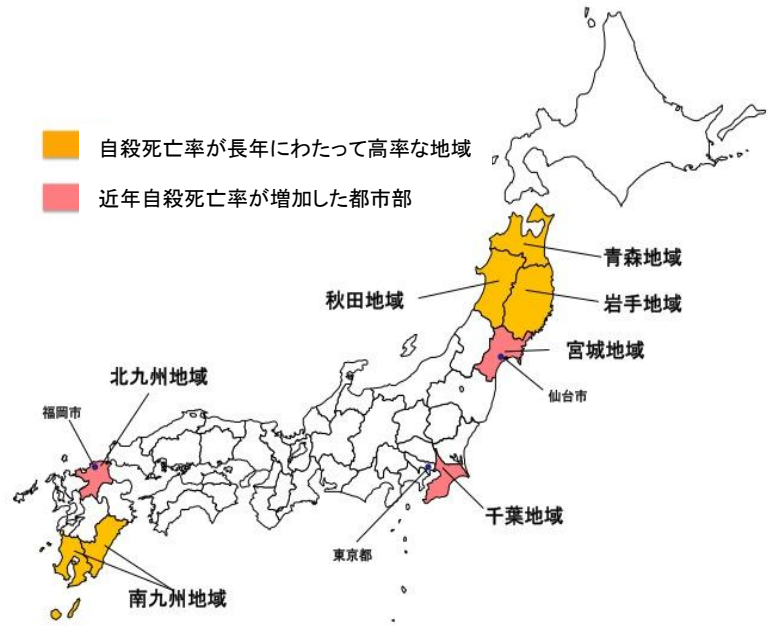 自殺死亡率が長年にわたって高率な地域
近年自殺死亡率が増加した都市部
青森地域
秋田地域
岩手地域
宮城地域
仙台市
北九州地域
福岡市
千葉地域
東京都
南九州地域